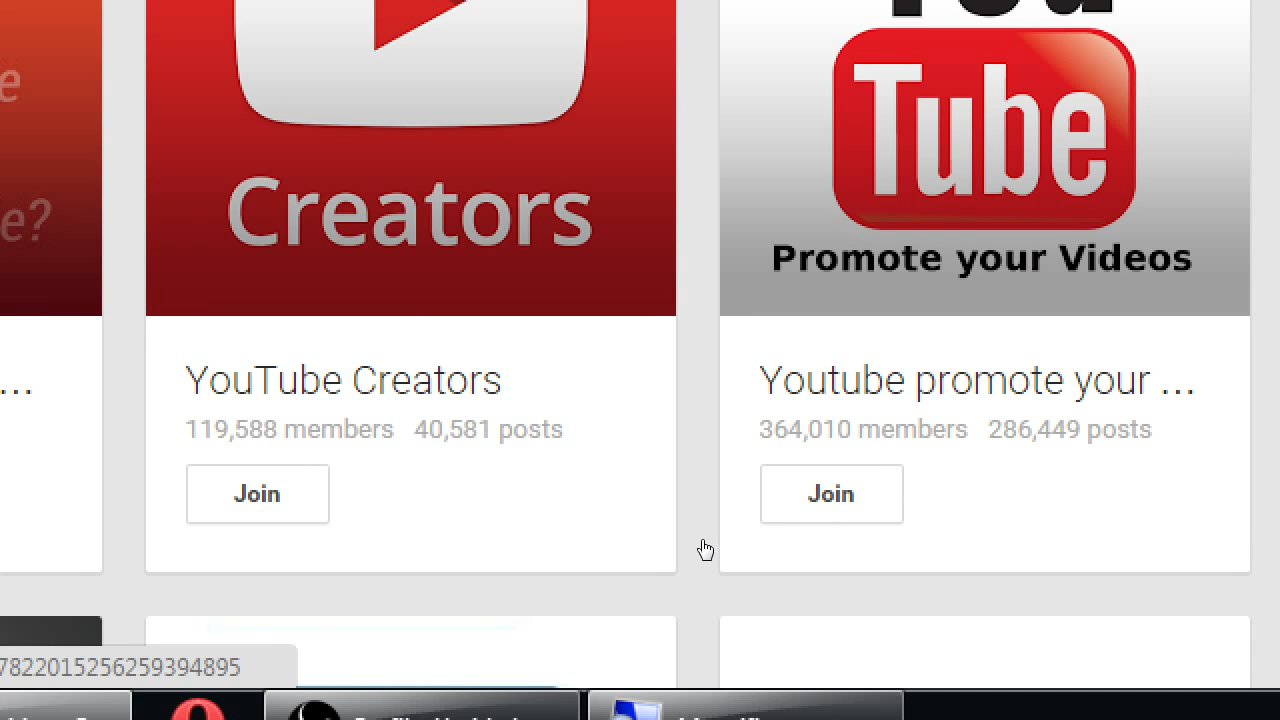 You
Tube
Promote your Videos
e
e?
Creators
...
YouTube Creators
119,588 members 40,581 posts
Join
Youtube promote your ...
364,010 members 286,449 posts
Join
7822015256259394895